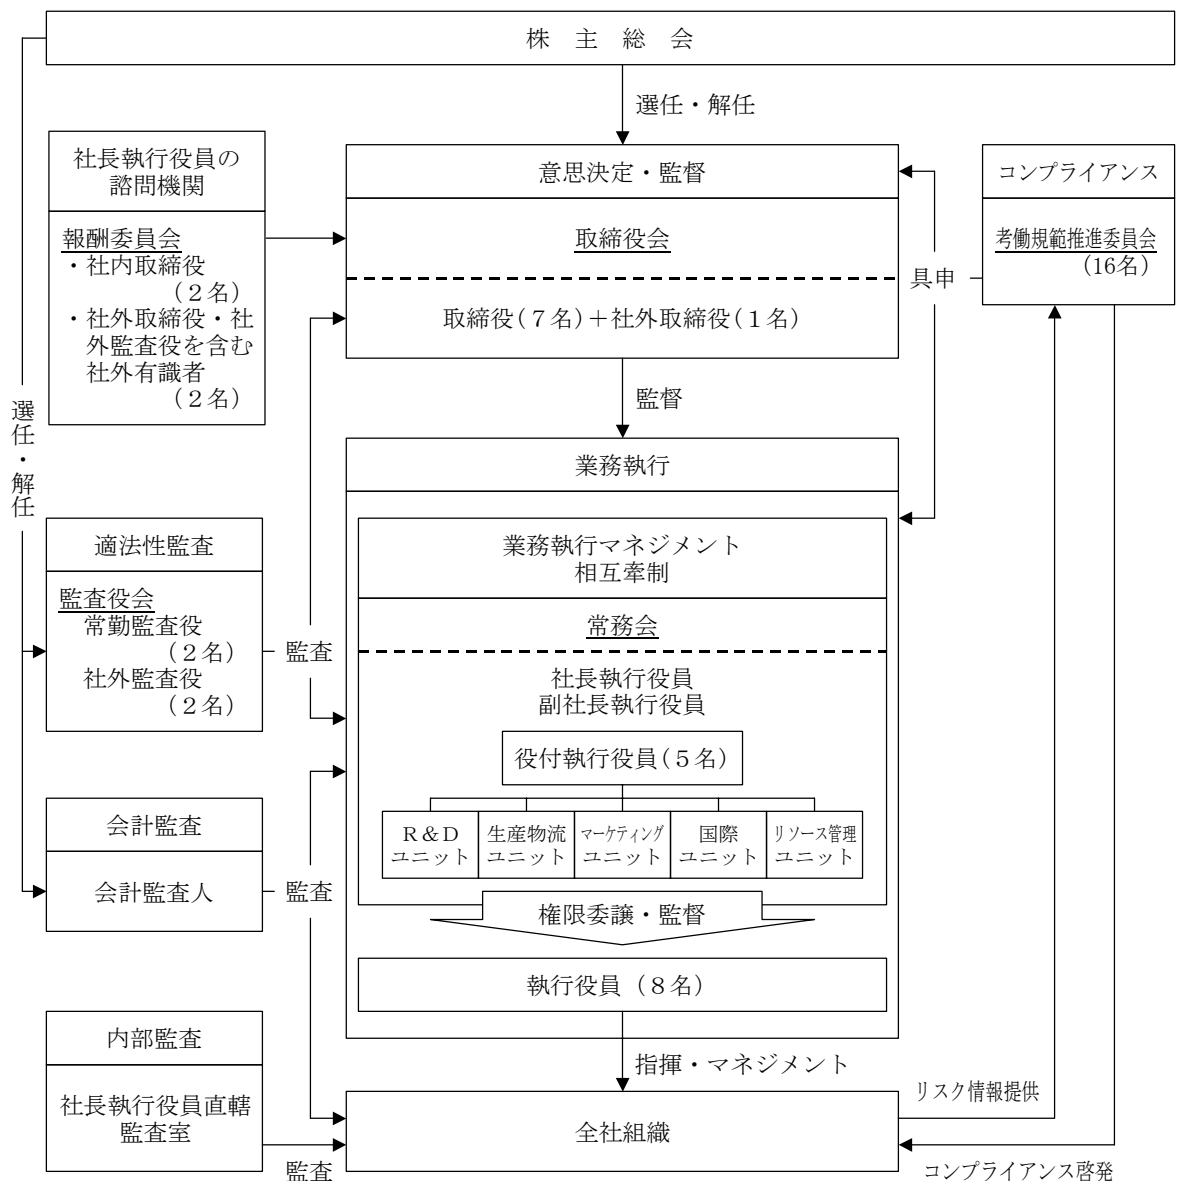 株主総会
選任・解任
社長執行役員の
諮問機関
報酬委員会
・社内取締役
(2名)
・社外取締役・社
外監査役を含む
社外有識者
(2名)
意思決定・監督
取締役会
取締役(7名)+社外取締役(1名)
コンプライアンス
考働規範推進委員会
(16名)
具申
監督
選任・解任
業務執行
業務執行マネジメント
相互牽制
常務会
社長執行役員
副社長執行役員
役付執行役員(5名)
R&D
ユニット
生産物流
ユニット
マーケティング
ユニット
国際
ユニット
リソース管理
ユニット
権限委譲・監督
執行役員(8名)
適法性監査
監査役会
常勤監査役
(2名)
社外監査役
(2名)
監査
会計監査
会計監査人
監査
内部監査
社長執行役員直轄
監査室
監査
指揮・マネジメント
全社組織
リスク情報提供
コンプライアンス啓発